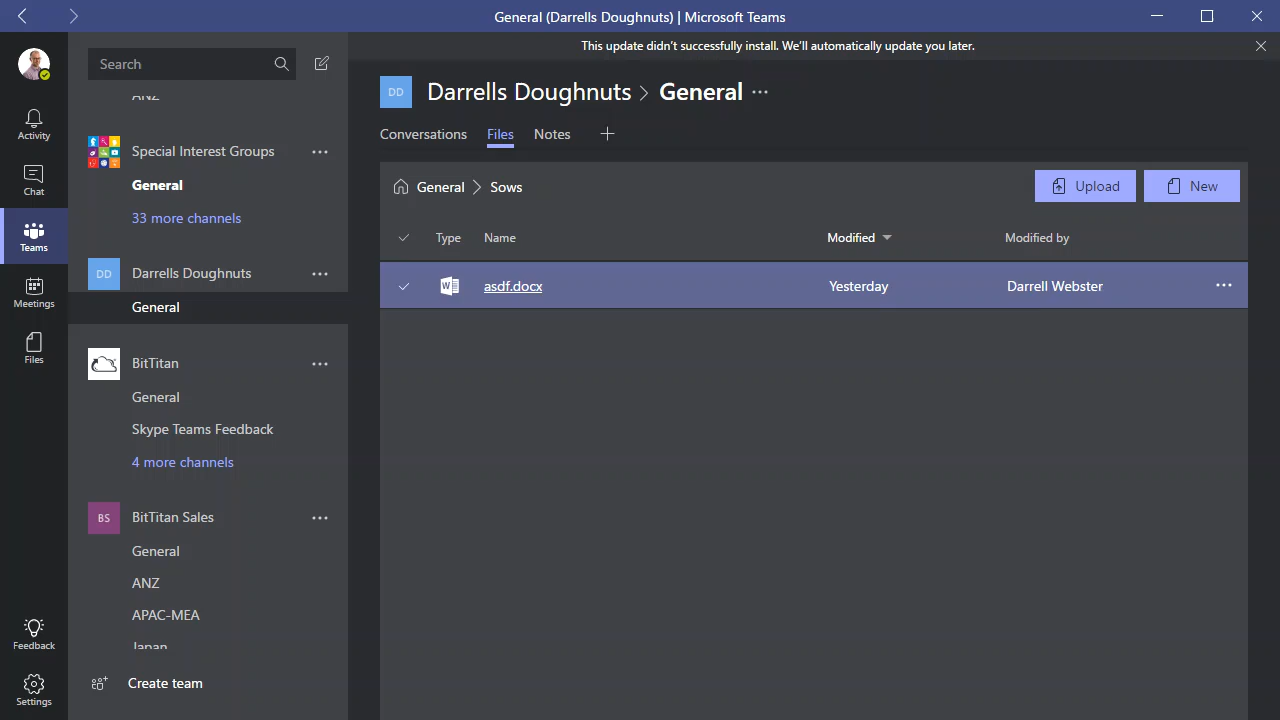 General (Darrells Doughnuts) | Microsoft Teams
This update didn't successfully install. We'll automatically update you later.
Search
Activity
Chat
Teams
Meetings
Files
Feedback
Settings
ANZ
Special Interest Groups
General
33 more channels
DD
Darrells Doughnuts
General
BitTitan
General
Skype Teams Feedback
4 more channels
BS
BitTitan Sales
General
ANZ
APAC-MEA
Japan
Create team
DD
Darrells Doughnuts > General ...
Conversations Files Notes +
General > Sows
Upload New
Type Name Modified Modified by
asdf.docx Yesterday Darrell Webster